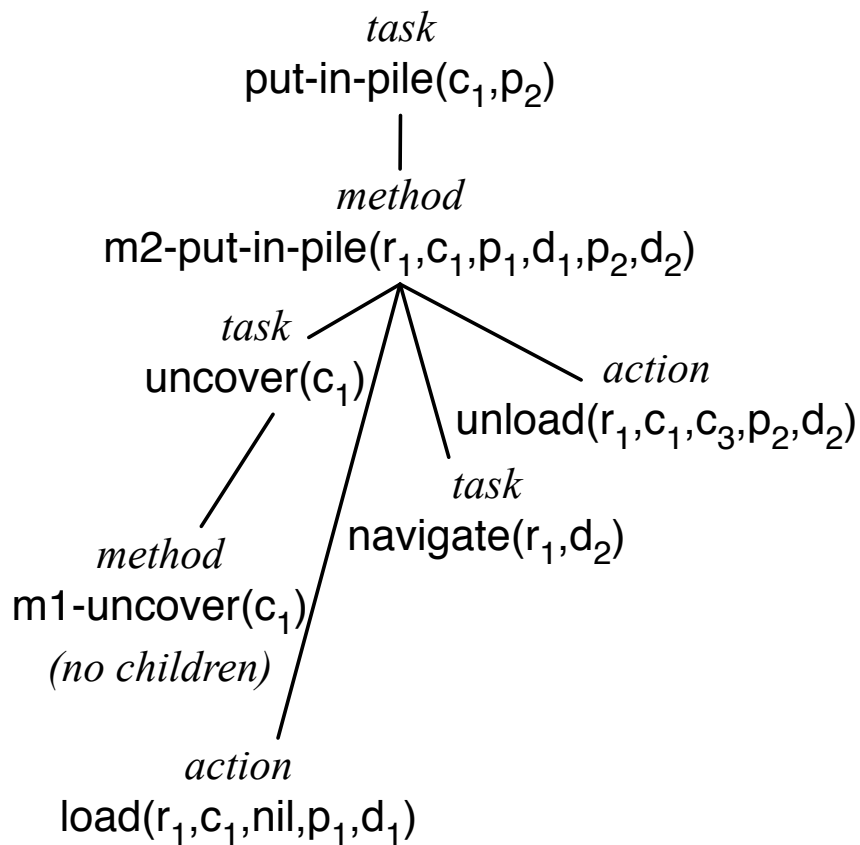 task
put-in-pile(c₁,p₂)
method
m2-put-in-pile(r₁,c₁,p₁,d₁,p₂,d₂)
task
uncover(c₁)
action
unload(r₁,c₁,c₃,p₂,d₂)
task
navigate(r₁,d₂)
method
m1-uncover(c₁)
(no children)
action
load(r₁,c₁,nil,p₁,d₁)